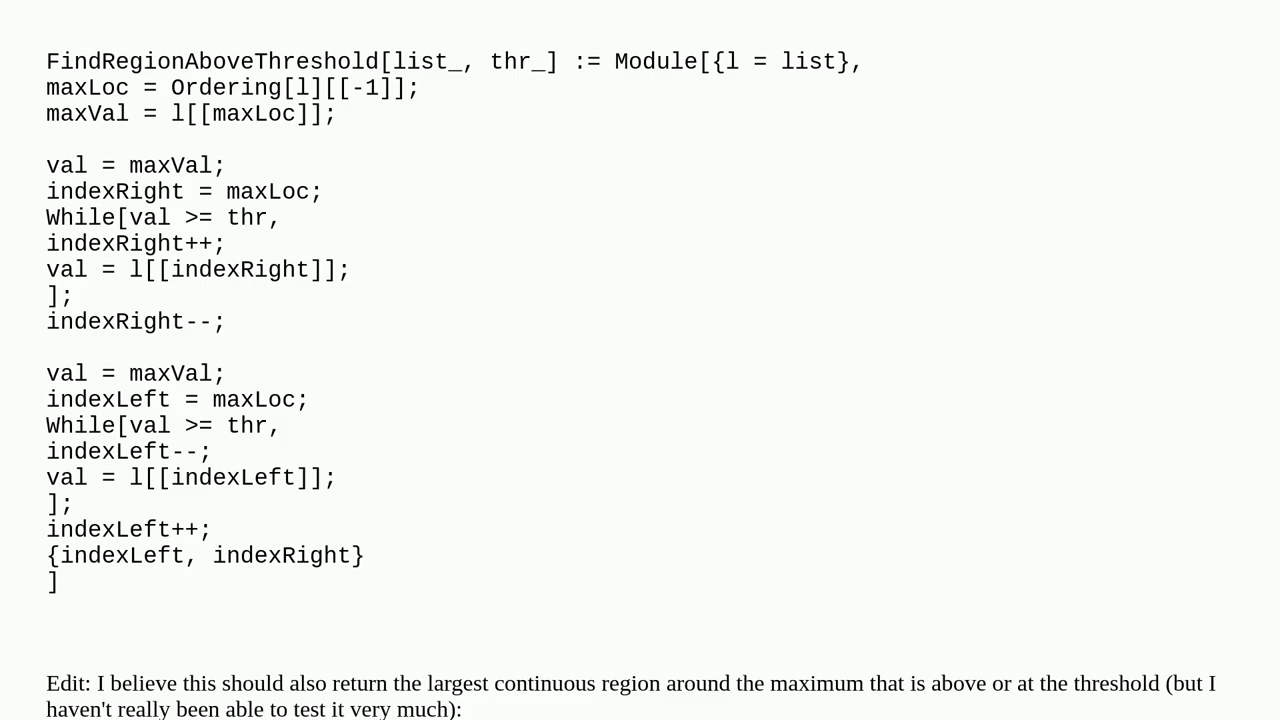 FindRegionAboveThreshold[list_, thr_] := Module[{l = list},
maxLoc = Ordering[l][[-1]];
maxVal = l[[maxLoc]];

val = maxVal;
indexRight = maxLoc;
While[val >= thr,
indexRight++;
val = l[[indexRight]];
];
indexRight--;

val = maxVal;
indexLeft = maxLoc;
While[val >= thr,
indexLeft--;
val = l[[indexLeft]];
];
indexLeft++;
{indexLeft, indexRight}
]

Edit: I believe this should also return the largest continuous region around the maximum that is above or at the threshold (but I
haven't really been able to test it very much):